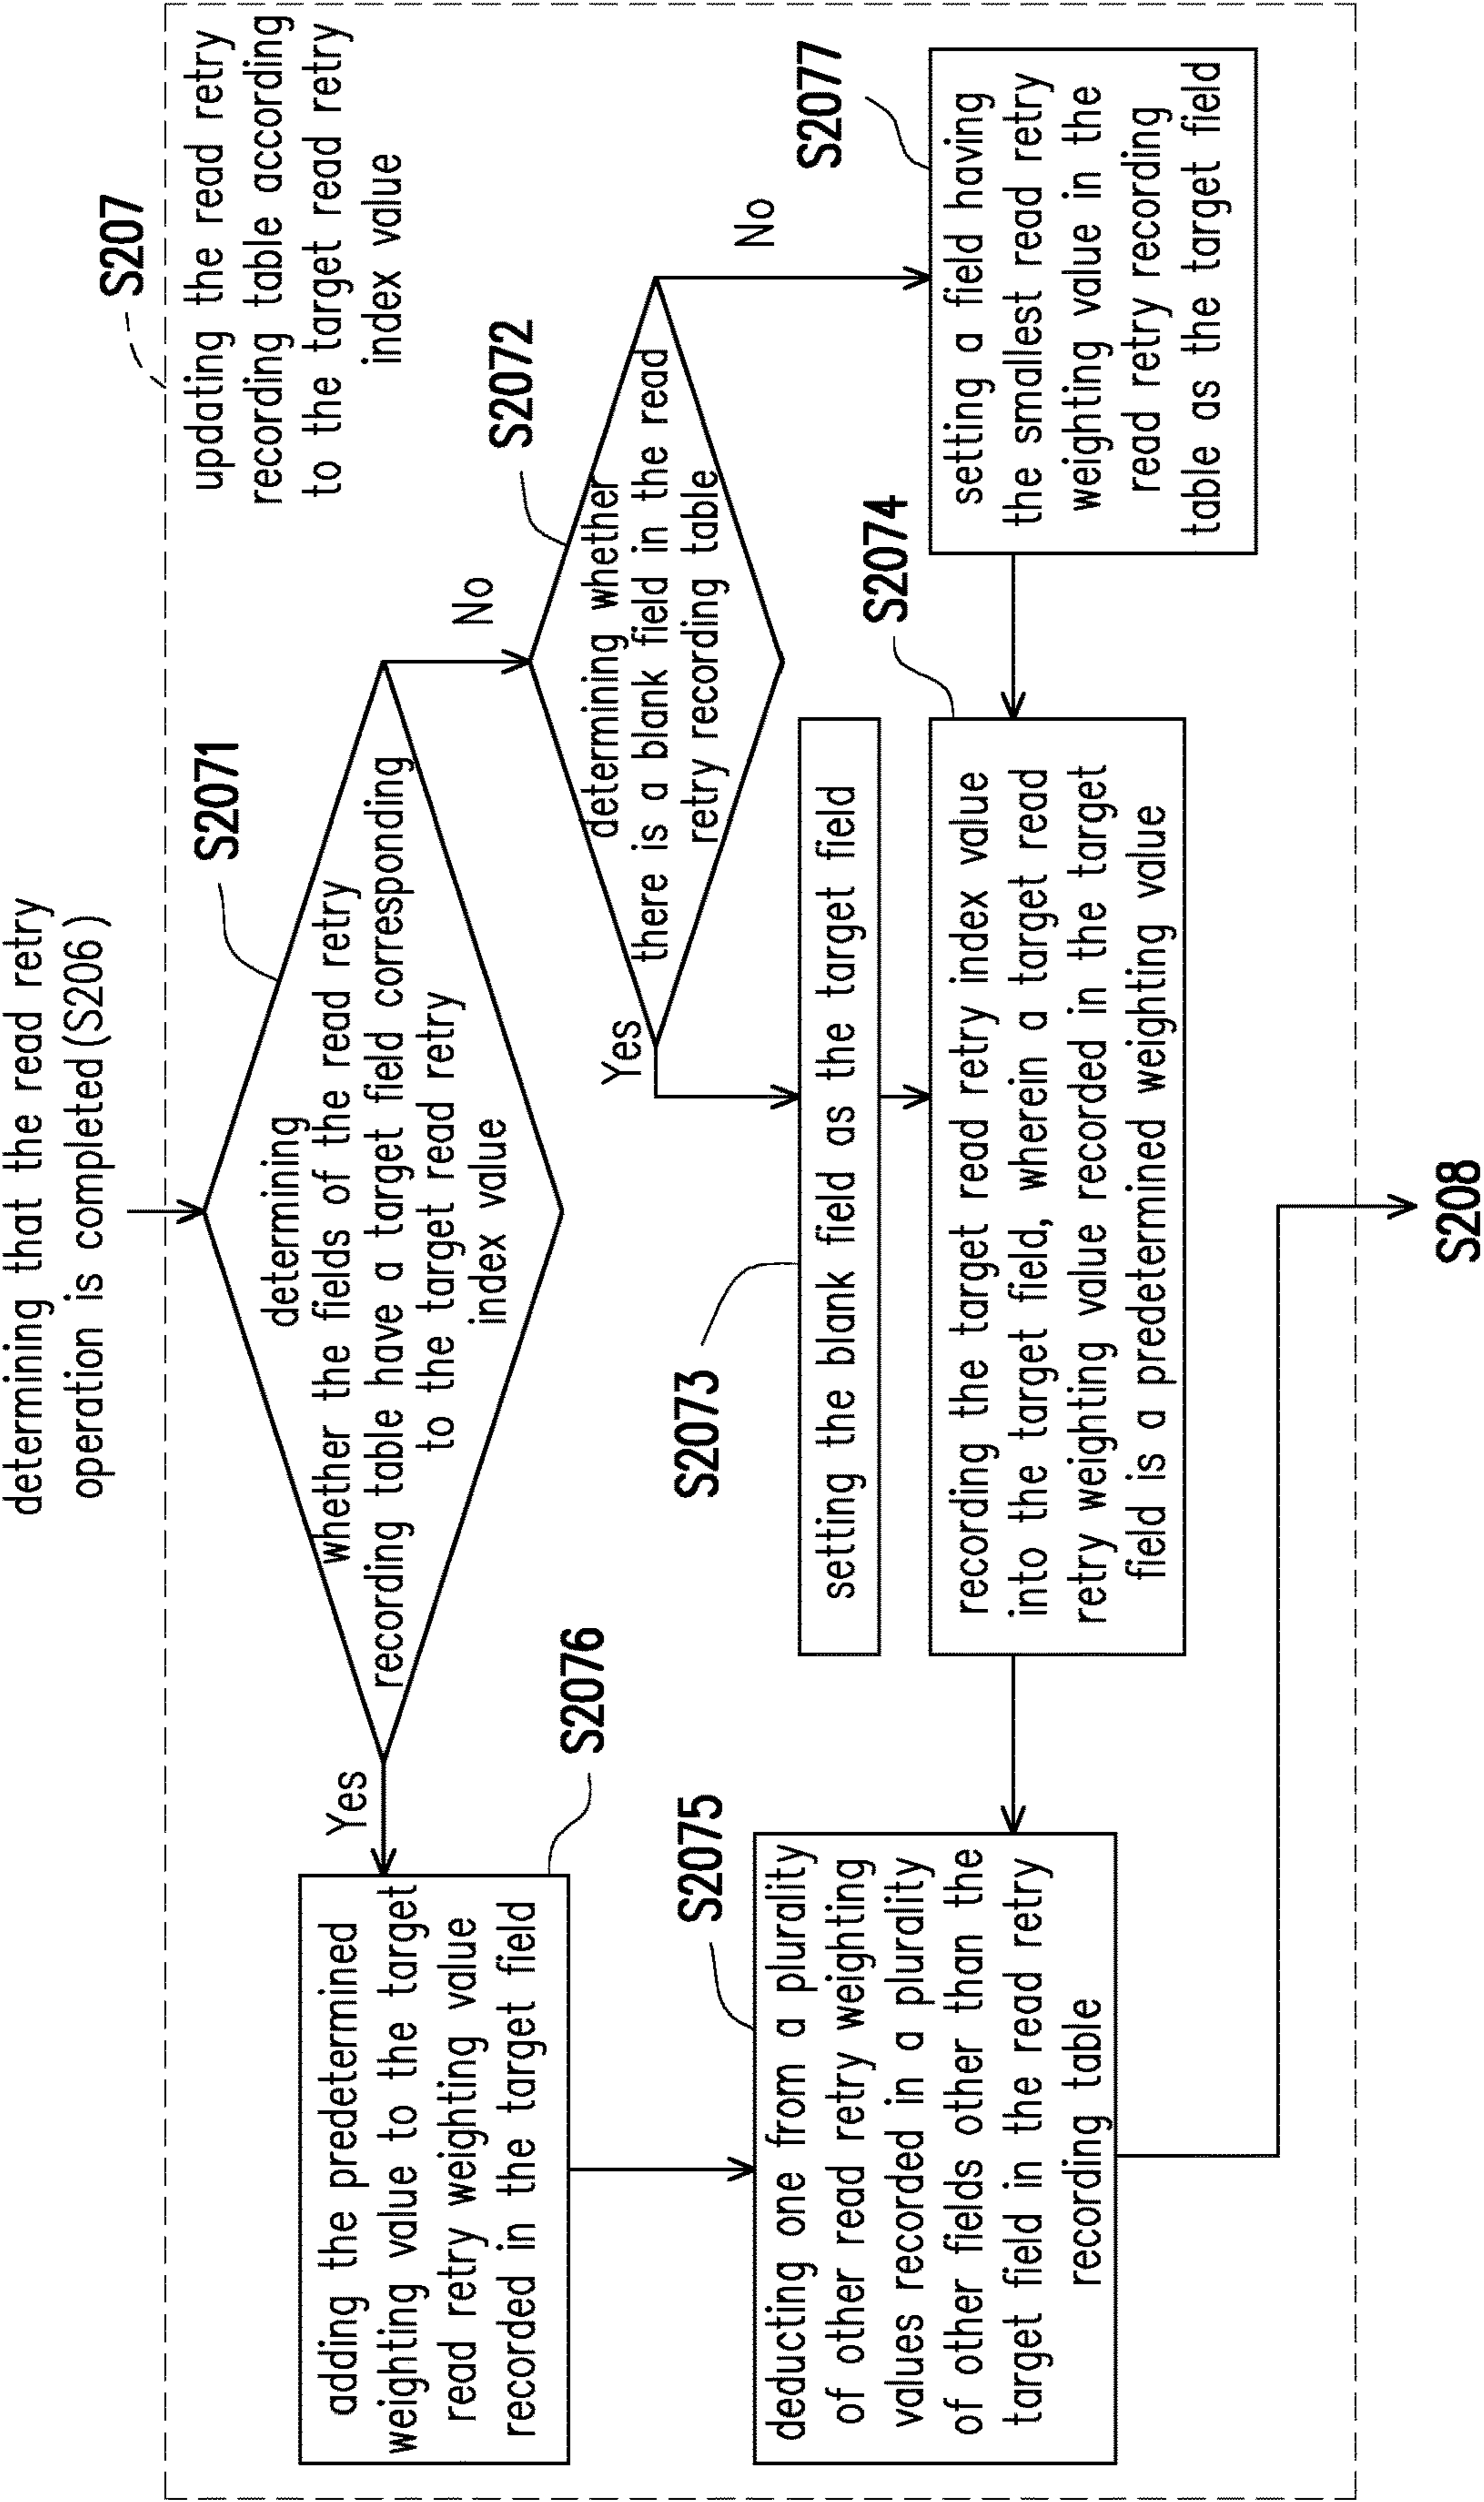 determining that the read retry
operation is completed(S206)
S207
updating the read retry
recording table according
to the target read retry
index value
S2071
determining
whether the fields of the read retry
recording table have a target field corresponding
to the target read retry
index value
Yes
No
S2072
determining whether
there is a blank field in the read
retry recording table
Yes
No
S2076
adding the predetermined
weighting value to the target
read retry weighting value
recorded in the target field
S2073
setting the blank field as the target field
S2077
setting a field having
the smallest read retry
weighting value in the
read retry recording
table as the target field
S2074
recording the target read retry index value
into the target field, wherein a target read
retry weighting value recorded in the target
field is a predetermined weighting value
S2075
deducting one from a plurality
of other read retry weighting
values recorded in a plurality
of other fields other than the
target field in the read retry
recording table
S208